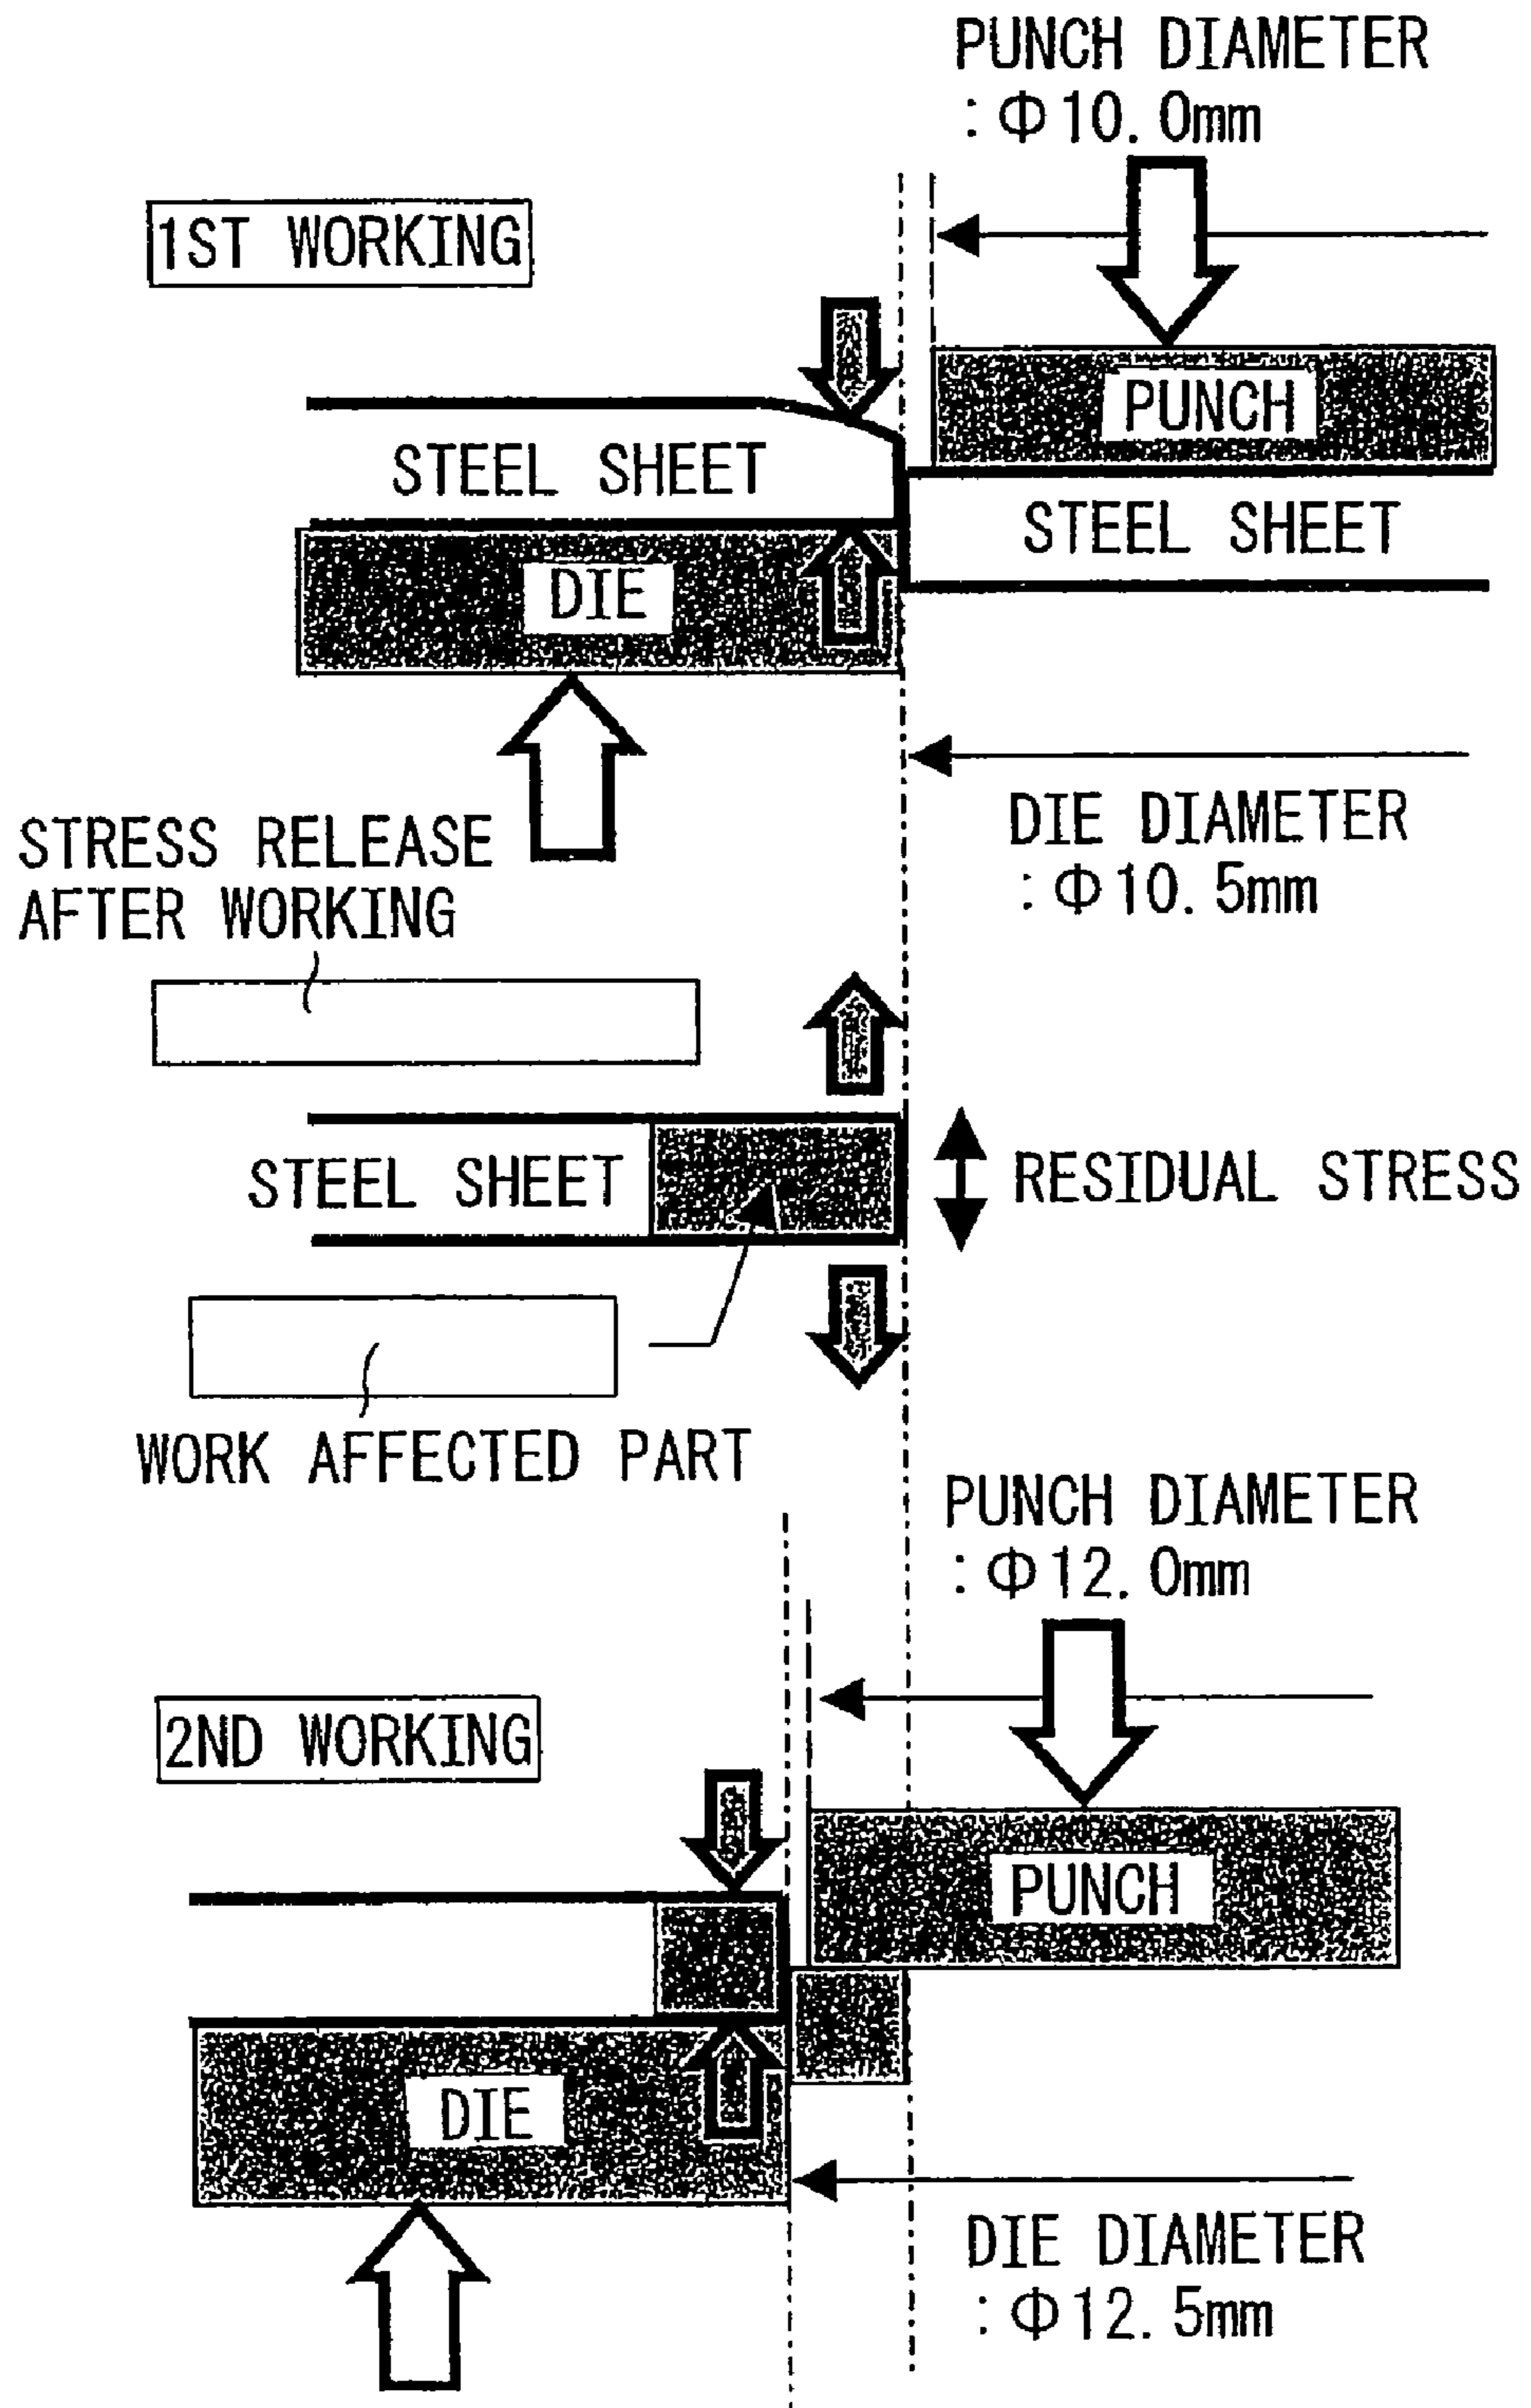 PUNCH DIAMETER
: Φ10.0mm
1ST WORKING
PUNCH
STEEL SHEET
STEEL SHEET
DIE
DIE DIAMETER
: Φ10.5mm
STRESS RELEASE
AFTER WORKING
STEEL SHEET
RESIDUAL STRESS
WORK AFFECTED PART
PUNCH DIAMETER
: Φ12.0mm
2ND WORKING
PUNCH
DIE
DIE DIAMETER
: Φ12.5mm